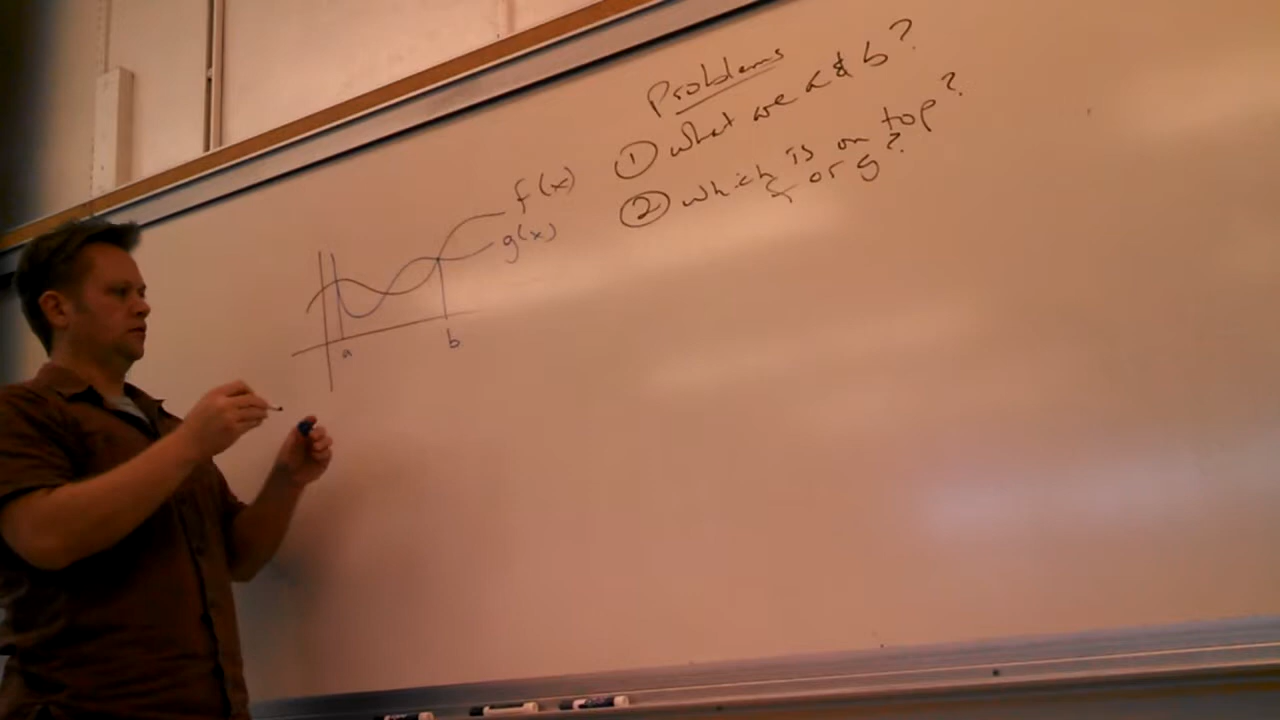 Problems
① What are a & b?
② Which is on top?
f or g?
f(x)
g(x)
a
b